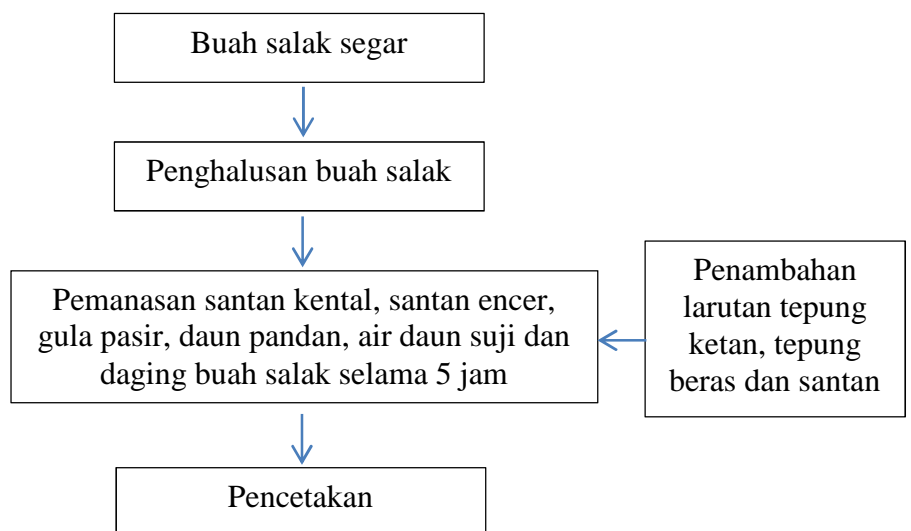 Buah salak segar
Penghalusan buah salak
Pemanasan santan kental, santan encer,
gula pasir, daun pandan, air daun suji dan
daging buah salak selama 5 jam
Penambahan
larutan tepung
ketan, tepung
beras dan santan
Pencetakan